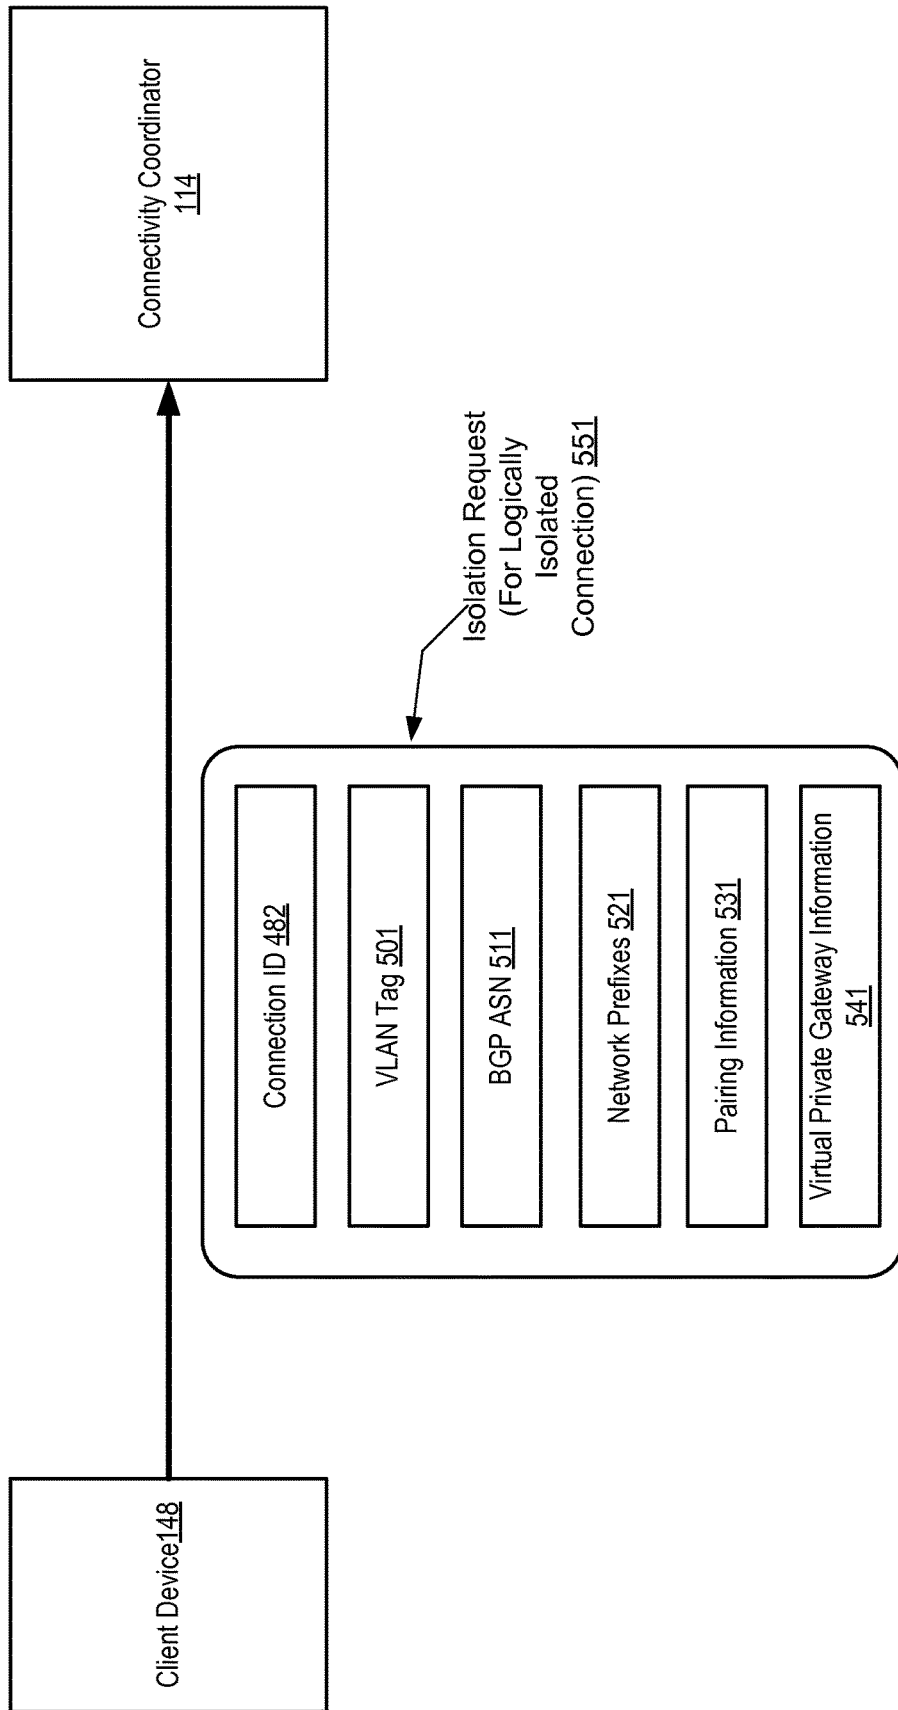 Client Device148
Connectivity Coordinator
114
Connection ID 482
VLAN Tag 501
BGP ASN 511
Network Prefixes 521
Pairing Information 531
Virtual Private Gateway Information
541
Isolation Request
(For Logically
Isolated
Connection) 551